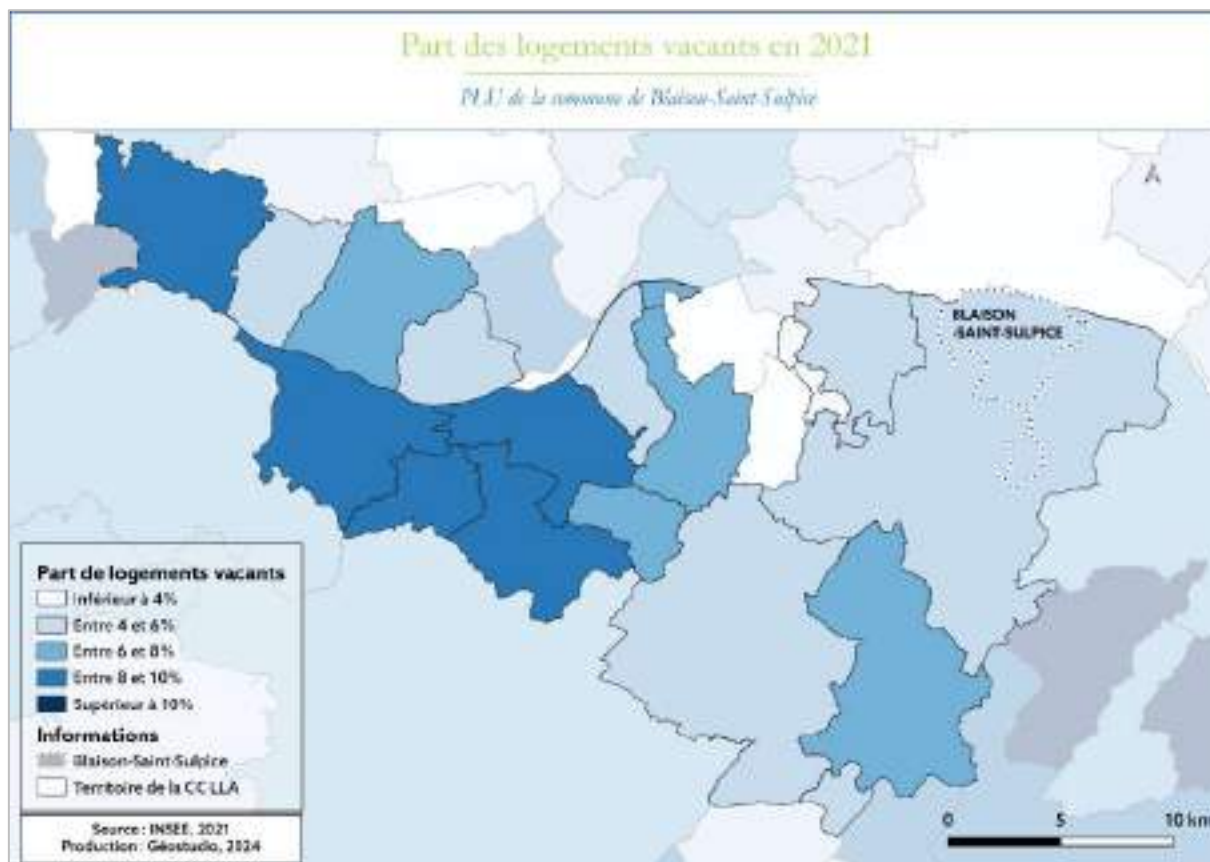 Part des logements vacants en 2021
PLU de la commune de Blaison-Saint-Sulpice
BLAISON
-SAINT-SULPICE
Part de logements vacants
Inférieur à 4%
Entre 4 et 6%
Entre 6 et 8%
Entre 8 et 10%
Supérieur à 10%
Informations
Blaison-Saint-Sulpice
Territoire de la CC LLA
Source : INSEE, 2021
Production : Géostudio, 2024
0 5 10 km